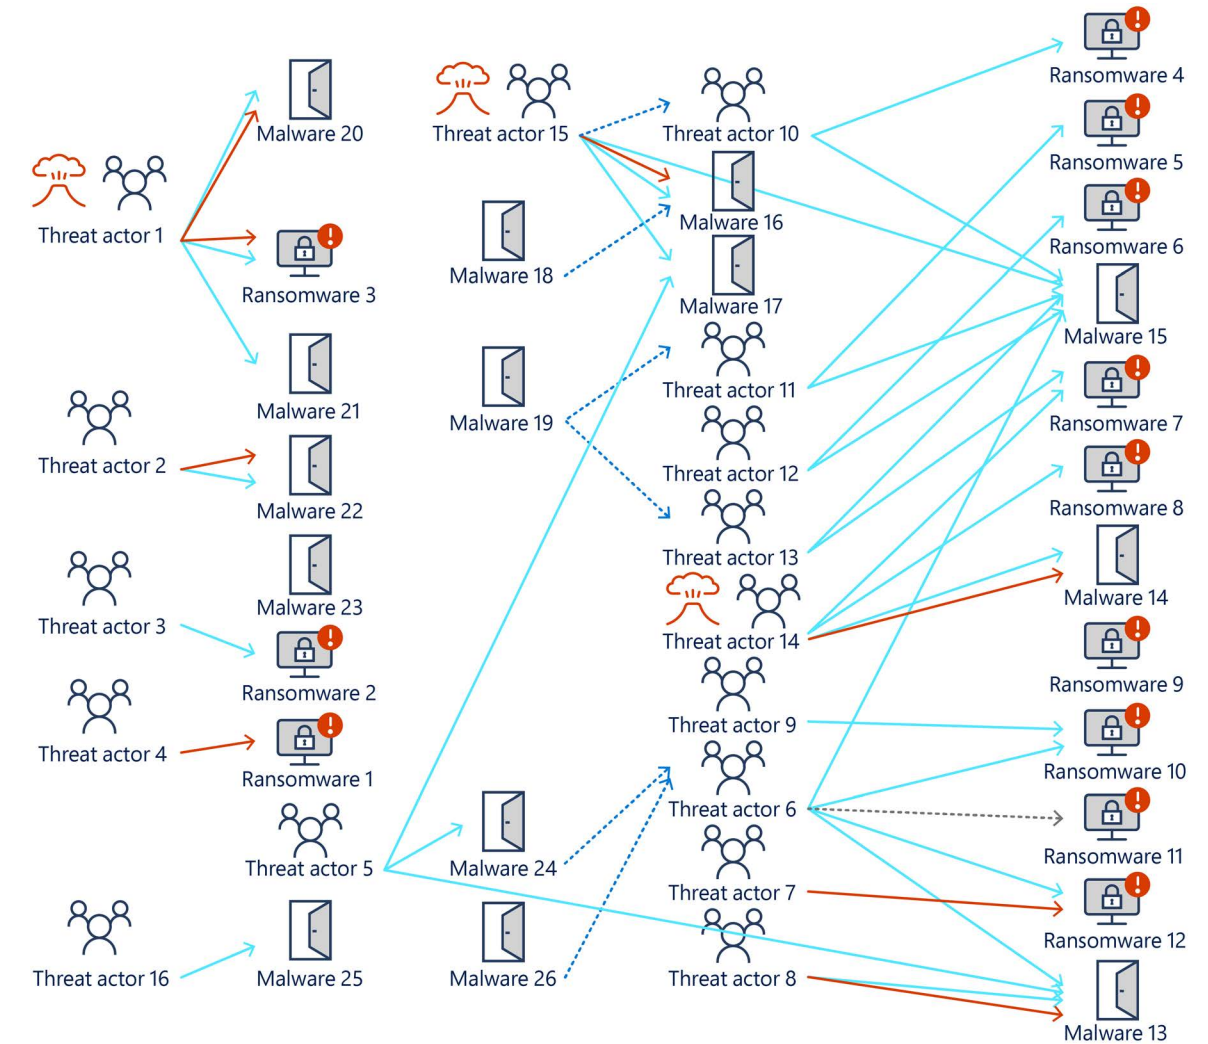 Ransomware 4
Malware 20
Threat actor 15
Threat actor 10
Ransomware 5
Threat actor 1
Malware 16
Ransomware 6
Malware 18
Ransomware 3
Malware 17
Malware 15
Threat actor 11
Malware 21
Malware 19
Ransomware 7
Threat actor 2
Threat actor 12
Malware 22
Ransomware 8
Threat actor 13
Malware 23
Malware 14
Threat actor 3
Threat actor 14
Ransomware 2
Ransomware 9
Threat actor 9
Threat actor 4
Ransomware 1
Ransomware 10
Threat actor 6
Threat actor 5
Malware 24
Ransomware 11
Threat actor 7
Ransomware 12
Threat actor 16
Malware 25
Malware 26
Threat actor 8
Malware 13